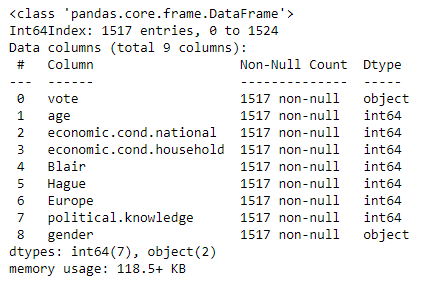 <class 'pandas.core.frame.DataFrame'>
Int64Index: 1517 entries, 0 to 1524
Data columns (total 9 columns):
 #   Column                   Non-Null Count  Dtype
---  ------                   --------------  -----
 0   vote                     1517 non-null   object
 1   age                      1517 non-null   int64
 2   economic.cond.national   1517 non-null   int64
 3   economic.cond.household  1517 non-null   int64
 4   Blair                    1517 non-null   int64
 5   Hague                    1517 non-null   int64
 6   Europe                   1517 non-null   int64
 7   political.knowledge      1517 non-null   int64
 8   gender                   1517 non-null   object
dtypes: int64(7), object(2)
memory usage: 118.5+ KB